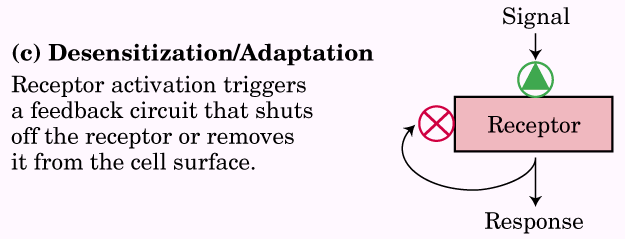 (c) Desensitization/Adaptation
Receptor activation triggers
a feedback circuit that shuts
off the receptor or removes
it from the cell surface.
Signal
Receptor
Response